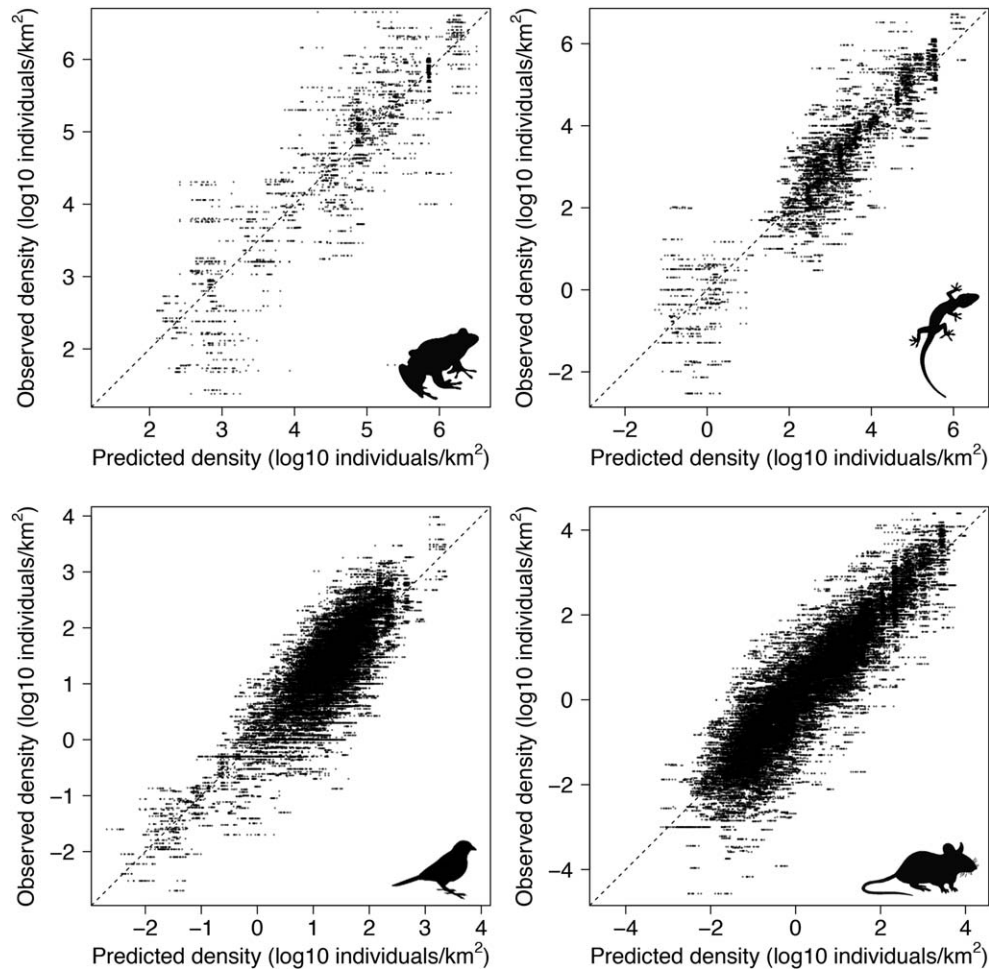 Observed density (log10 individuals/km²)
6
5
4
3
2
2 3 4 5 6
Predicted density (log10 individuals/km²)
Observed density (log10 individuals/km²)
6
4
2
0
−2
−2 0 2 4 6
Predicted density (log10 individuals/km²)
Observed density (log10 individuals/km²)
4
3
2
1
0
−1
−2
−2 −1 0 1 2 3 4
Predicted density (log10 individuals/km²)
Observed density (log10 individuals/km²)
4
2
0
−2
−4
−4 −2 0 2 4
Predicted density (log10 individuals/km²)